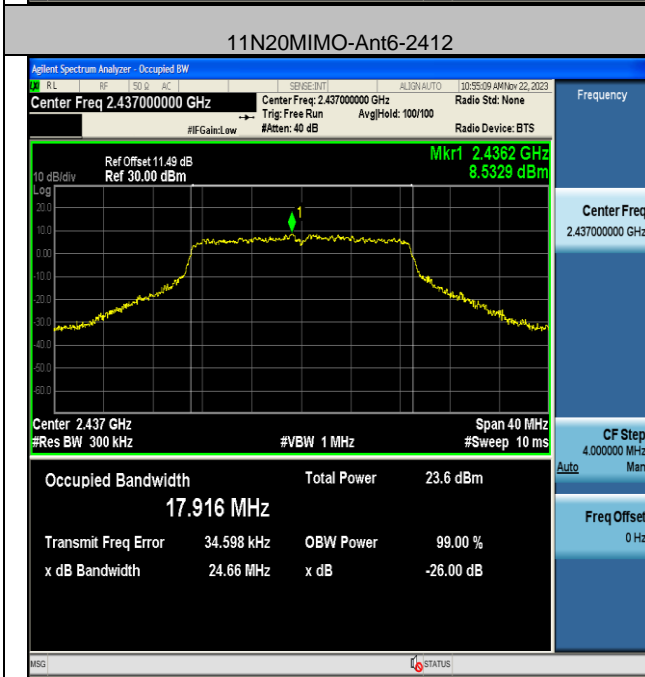 11N20MIMO-Ant6-2412
Agilent Spectrum Analyzer - Occupied BW
RL RF 50 Ω AC SENSE:INT ALIGN AUTO 10:55:09 AM Nov 22, 2023
Center Freq 2.437000000 GHz Center Freq: 2.437000000 GHz Radio Std: None
Trig: Free Run Avg|Hold: 100/100
#IFGain:Low #Atten: 40 dB Radio Device: BTS
Frequency
Mkr1 2.4362 GHz
8.5329 dBm
Ref Offset 11.49 dB
10 dB/div Ref 30.00 dBm
Log
20.0
10.0
0.00
-10.0
-20.0
-30.0
-40.0
-50.0
-60.0
1
Center 2.437 GHz Span 40 MHz
#Res BW 300 kHz #VBW 1 MHz #Sweep 10 ms
Center Freq
2.437000000 GHz
CF Step
4.000000 MHz
Auto Man
Freq Offset
0 Hz
Occupied Bandwidth Total Power 23.6 dBm
17.916 MHz
Transmit Freq Error 34.598 kHz OBW Power 99.00 %
x dB Bandwidth 24.66 MHz x dB -26.00 dB
MSG STATUS